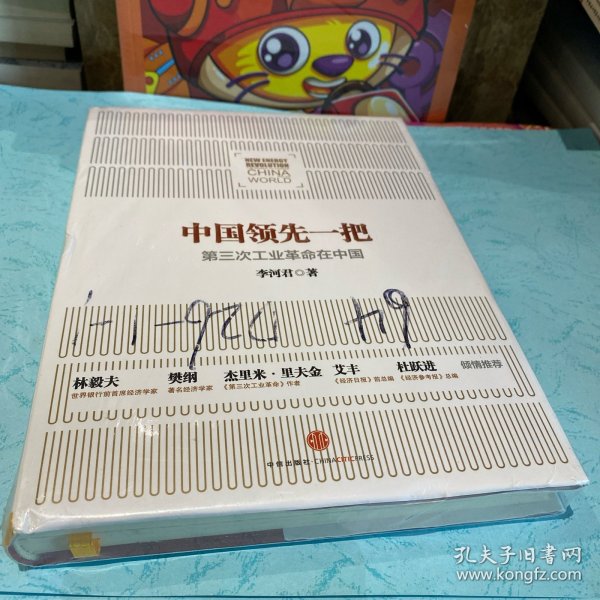 NEW ENERGY
REVOLUTION
CHINA
WORLD
中国领先一把
第三次工业革命在中国
李河君◎著
林毅夫 樊纲 杰里米·里夫金 艾丰 杜跃进 倾情推荐
世界银行前首席经济学家 著名经济学家 《第三次工业革命》作者 《经济日报》前总编 《经济参考报》总编
中信出版社·CHINACITICPRESS
孔夫子旧书网
www.kongfz.com